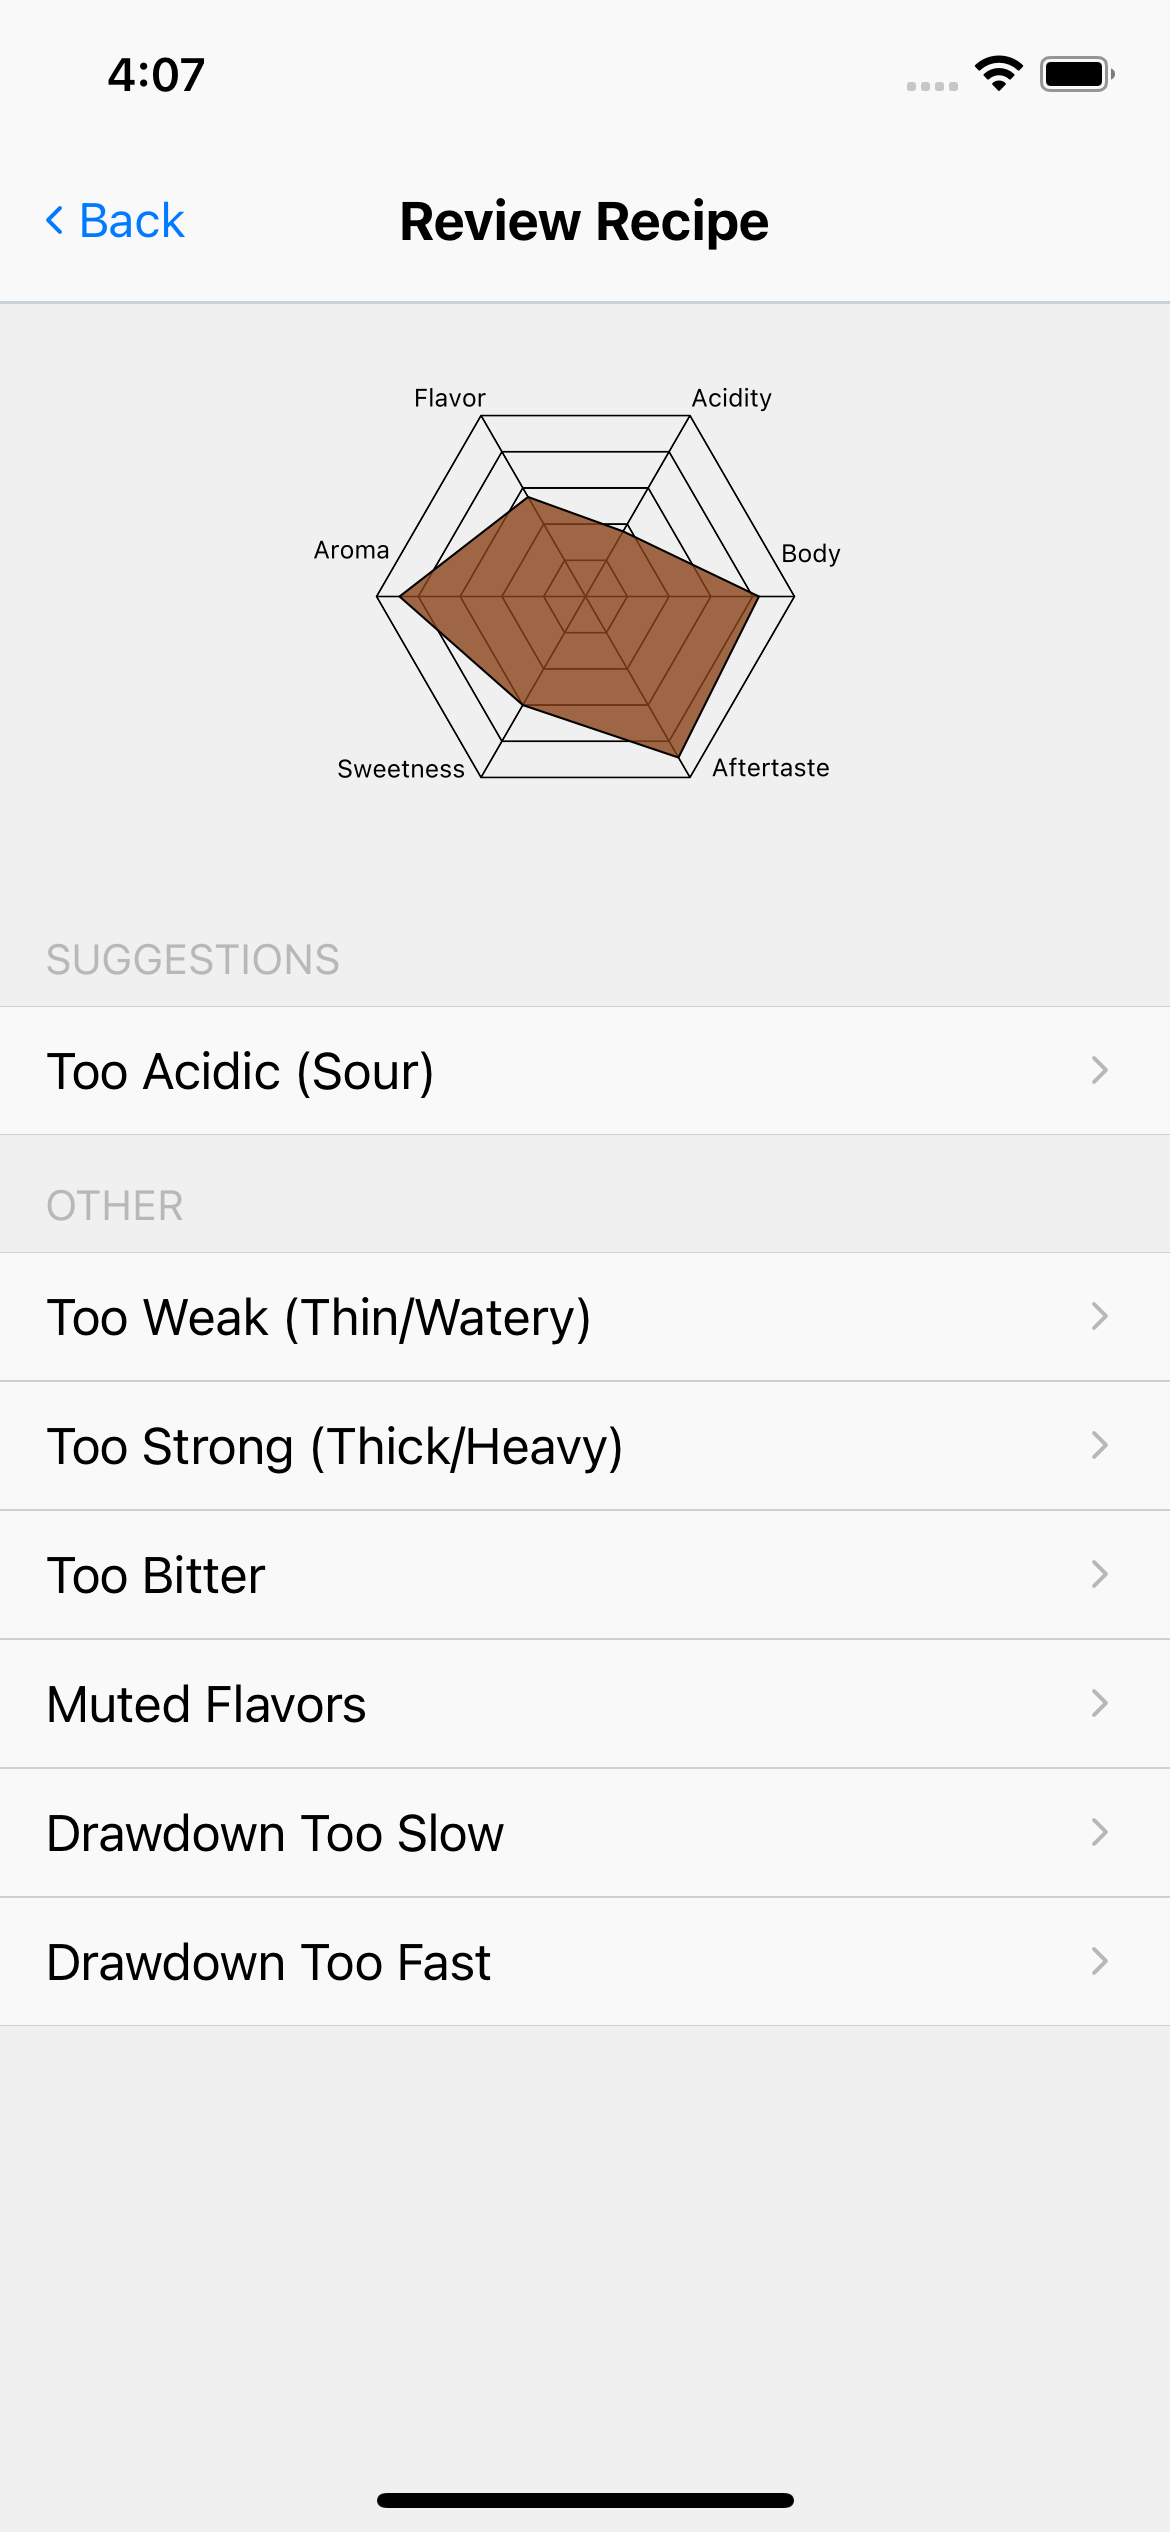 4:07
Back
Review Recipe
Flavor
Acidity
Aroma
Body
Sweetness
Aftertaste
SUGGESTIONS
Too Acidic (Sour)
OTHER
Too Weak (Thin/Watery)
Too Strong (Thick/Heavy)
Too Bitter
Muted Flavors
Drawdown Too Slow
Drawdown Too Fast